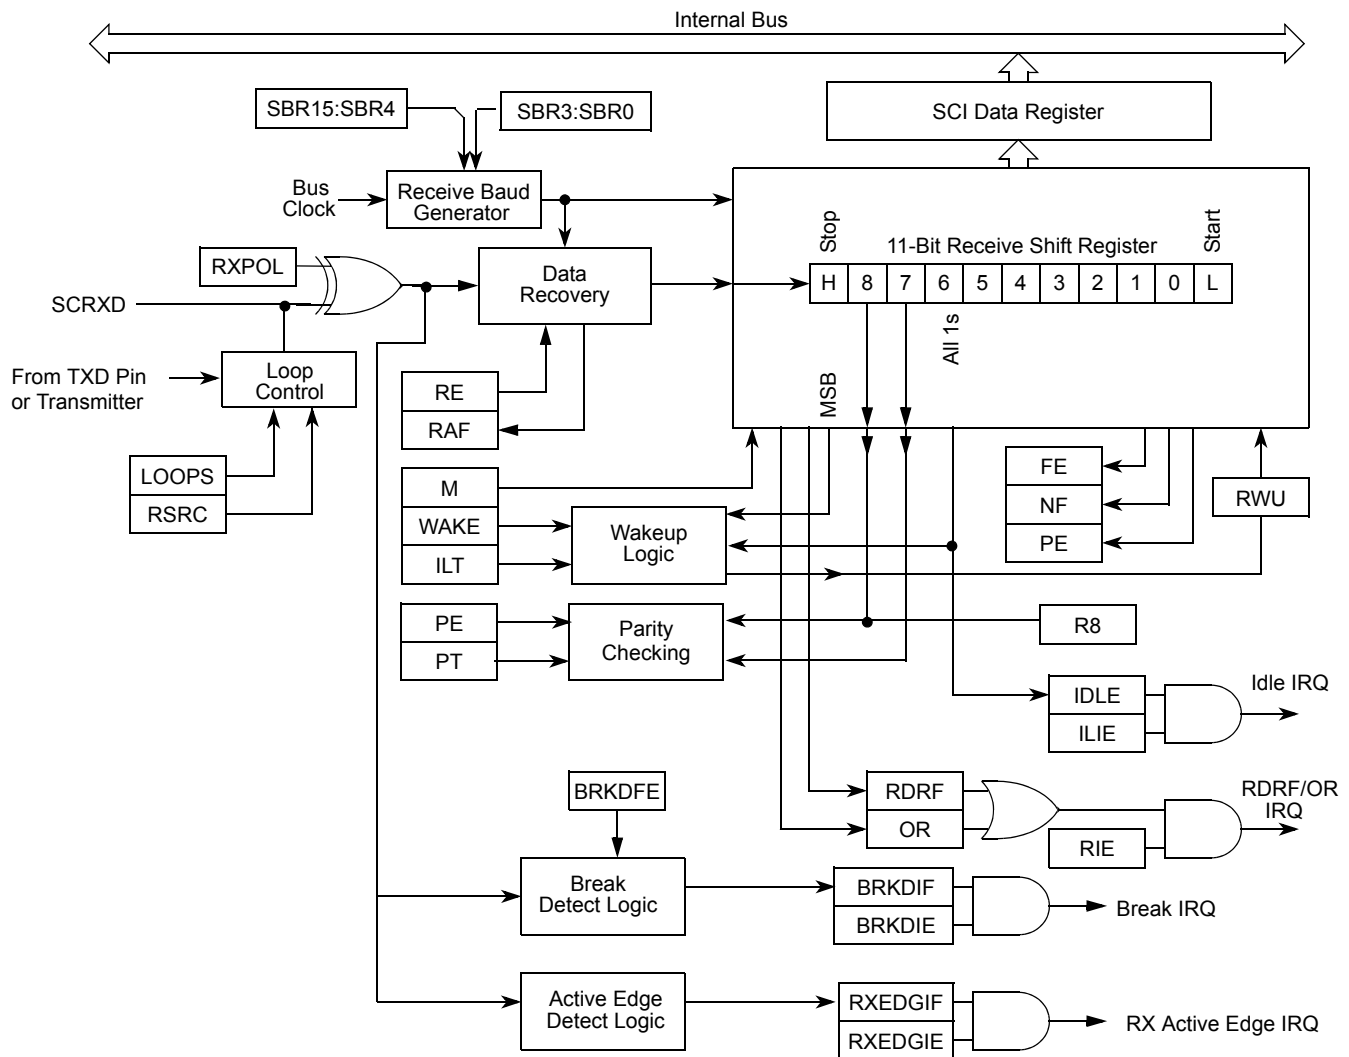 Internal Bus
SBR15:SBR4
SBR3:SBR0
SCI Data Register
Bus
Clock
Receive Baud
Generator
Stop
11-Bit Receive Shift Register
Start
RXPOL
Data
Recovery
H 8 7 6 5 4 3 2 1 0 L
SCRXD
All 1s
From TXD Pin
or Transmitter
Loop
Control
RE
RAF
MSB
LOOPS
RSRC
M
WAKE
ILT
Wakeup
Logic
FE
NF
PE
RWU
PE
PT
Parity
Checking
R8
IDLE
ILIE
Idle IRQ
BRKDFE
RDRF
OR
RIE
RDRF/OR
IRQ
Break
Detect Logic
BRKDIF
BRKDIE
Break IRQ
Active Edge
Detect Logic
RXEDGIF
RXEDGIE
RX Active Edge IRQ